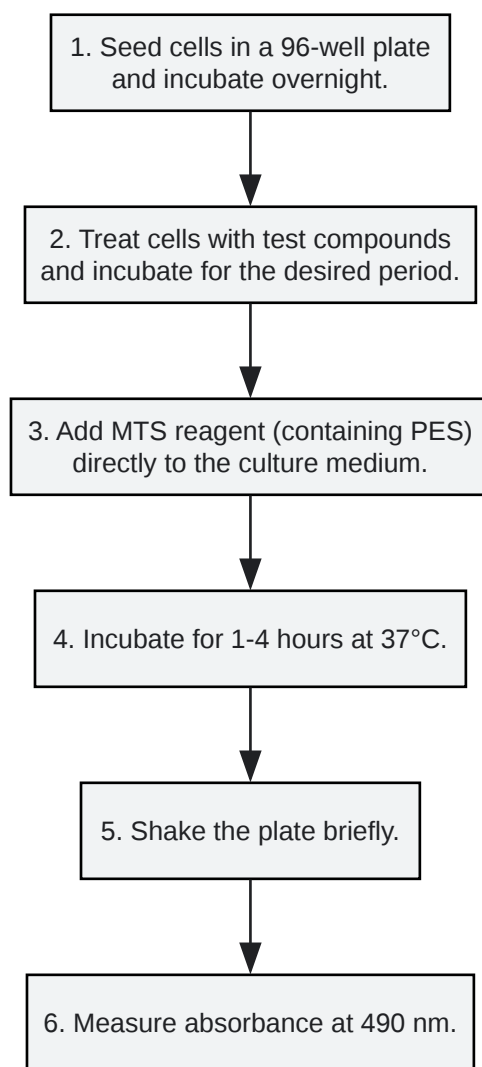 1. Seed cells in a 96-well plate
and incubate overnight.
2. Treat cells with test compounds
and incubate for the desired period.
3. Add MTS reagent (containing PES)
directly to the culture medium.
4. Incubate for 1-4 hours at 37°C.
5. Shake the plate briefly.
6. Measure absorbance at 490 nm.